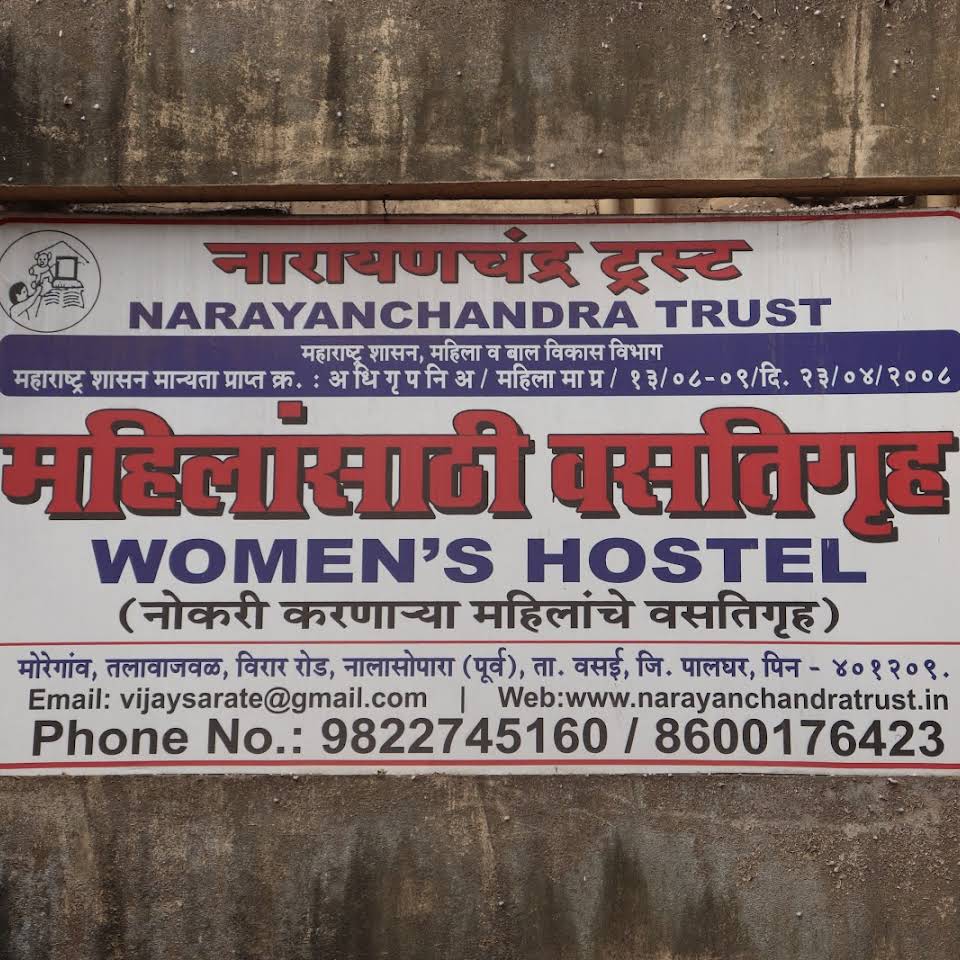 नारायणचंद्र ट्रस्ट
NARAYANCHANDRA TRUST
महाराष्ट्र शासन, महिला व बाल विकास विभाग
महाराष्ट्र शासन मान्यता प्राप्त क्र. : अ धि गृ प नि अ / महिला मा प्र / १३/०८-०९/दि. २३/०४/२००८
महिलांसाठी वसतिगृह
WOMEN'S HOSTEL
(नोकरी करणाऱ्या महिलांचे वसतिगृह)
मोरेगांव, तलावाजवळ, विरार रोड, नालासोपारा (पूर्व), ता. वसई, जि. पालघर, पिन - ४०१२०९.
Email: vijaysarate@gmail.com | Web:www.narayanchandratrust.in
Phone No.: 9822745160 / 8600176423